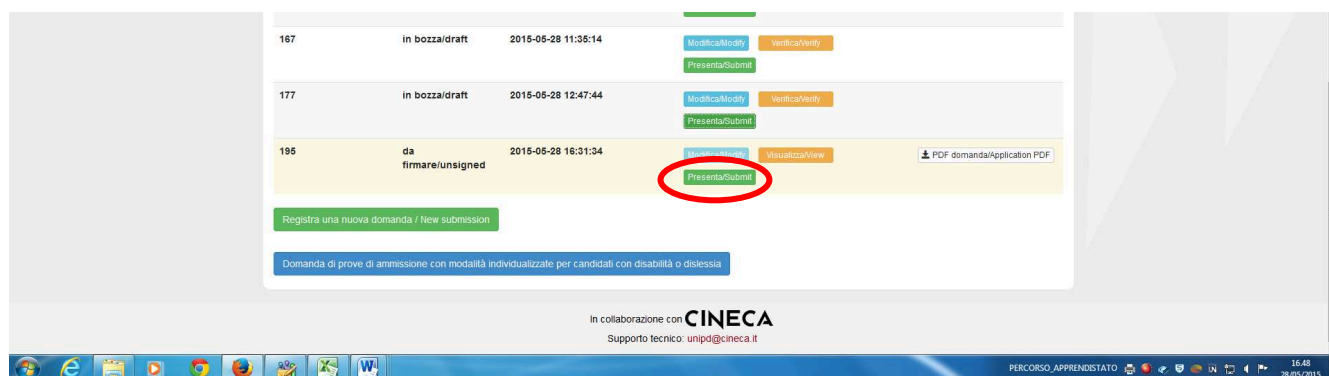 167 in bozza/draft 2015-05-28 11:35:14 Modifica/Modify Verifica/Verify
Presenta/Submit
177 in bozza/draft 2015-05-28 12:47:44 Modifica/Modify Verifica/Verify
Presenta/Submit
195 da firmare/unsigned 2015-05-28 16:31:34 Modifica/Modify Visualizza/View PDF domanda/Application PDF
Presenta/Submit
Registra una nuova domanda / New submission
Domanda di prove di ammissione con modalità individualizzate per candidati con disabilità o dislessia
In collaborazione con CINECA
Supporto tecnico: unipd@cineca.it
PERCORSO_APPRENDISTATO IN 16.48
28/05/2015